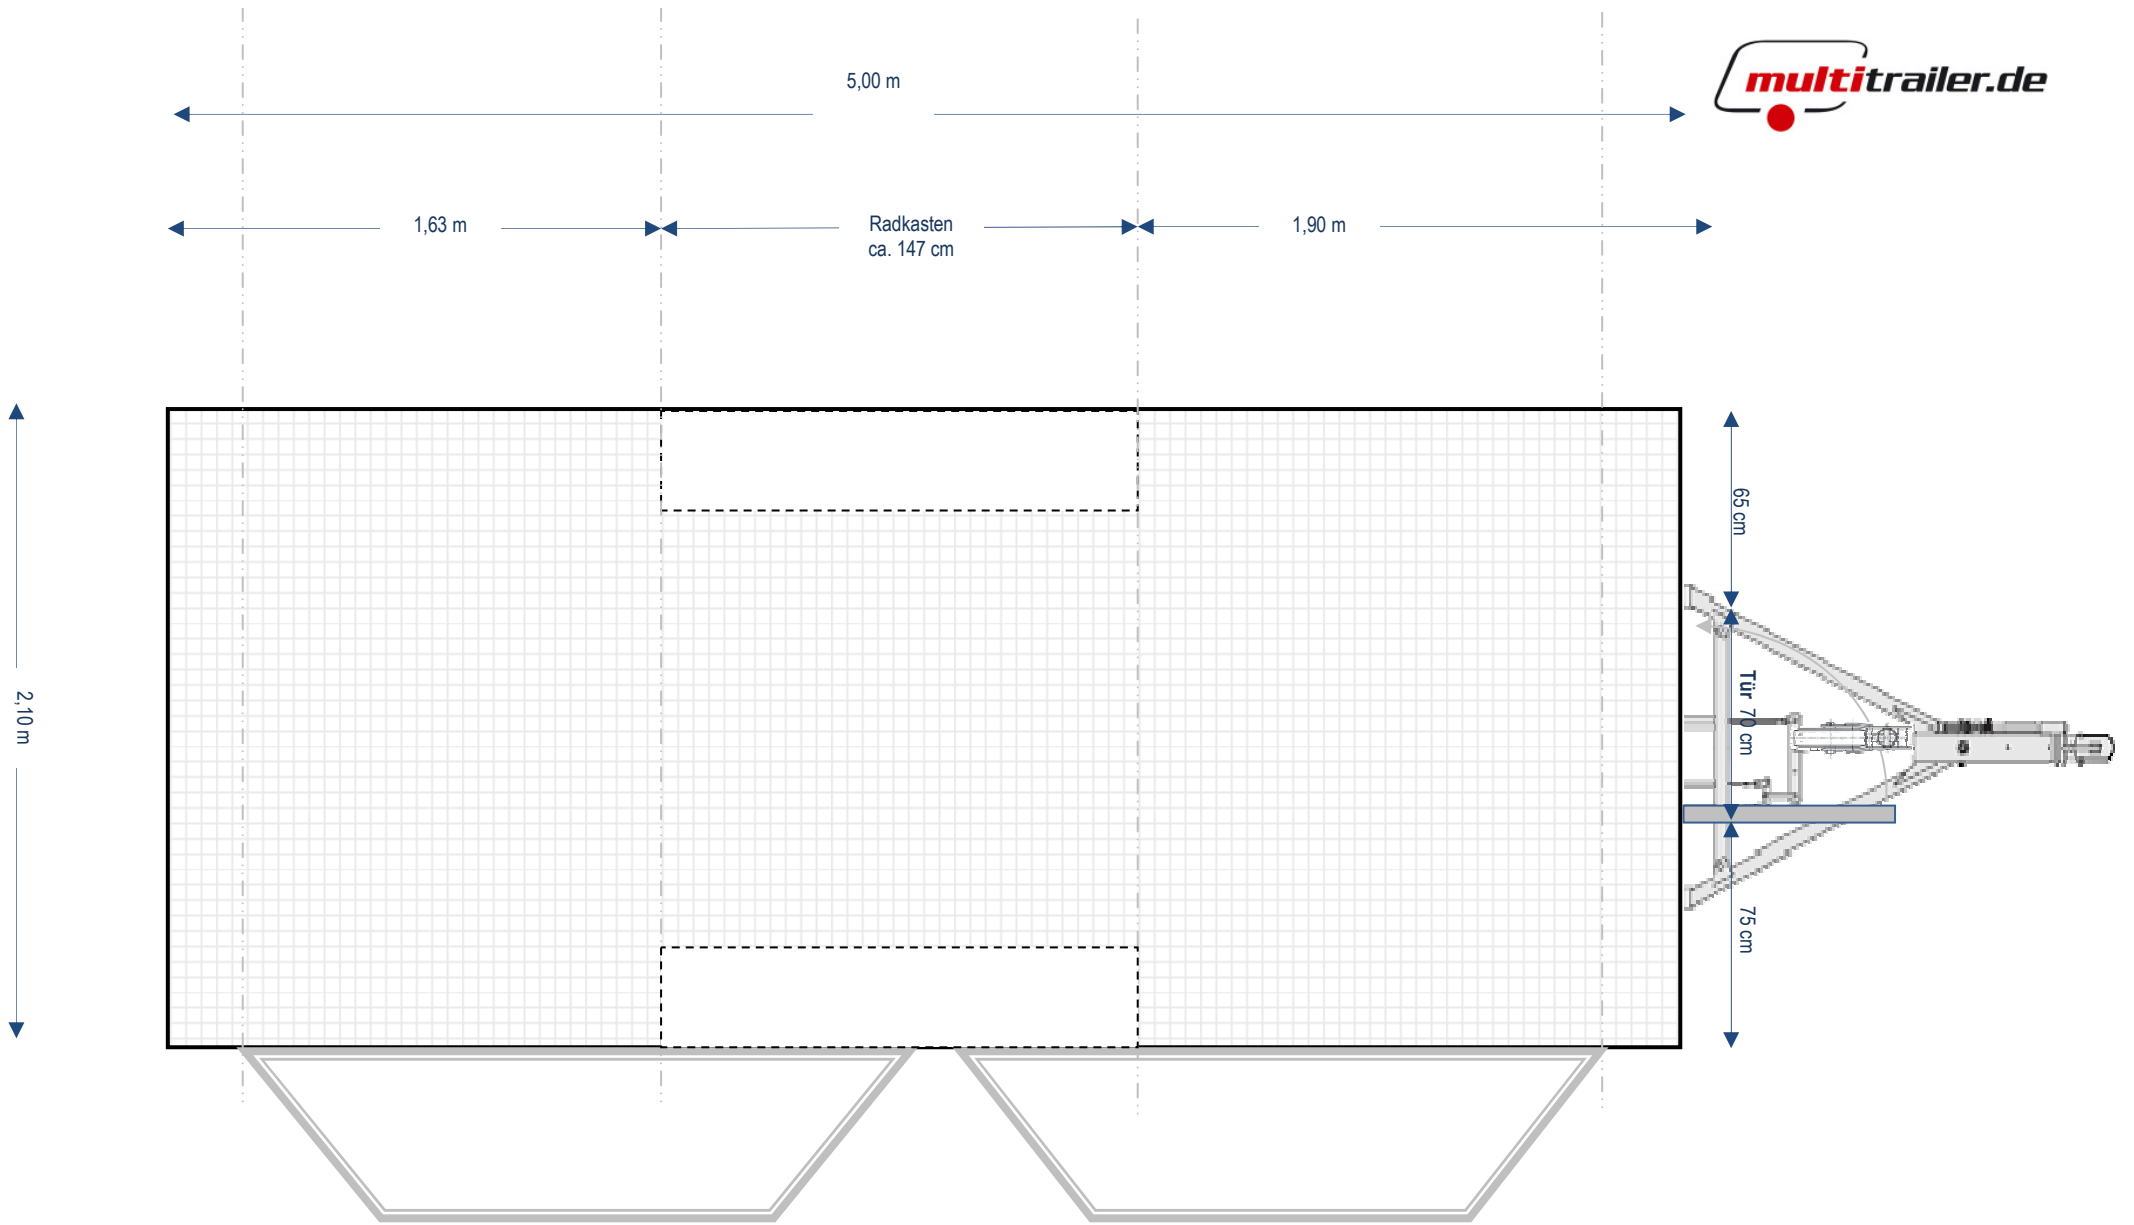 5,00 m
multitrailer.de
1,63 m
Radkasten
ca. 147 cm
1,90 m
65 cm
Tür 70 cm
75 cm
2,10 m